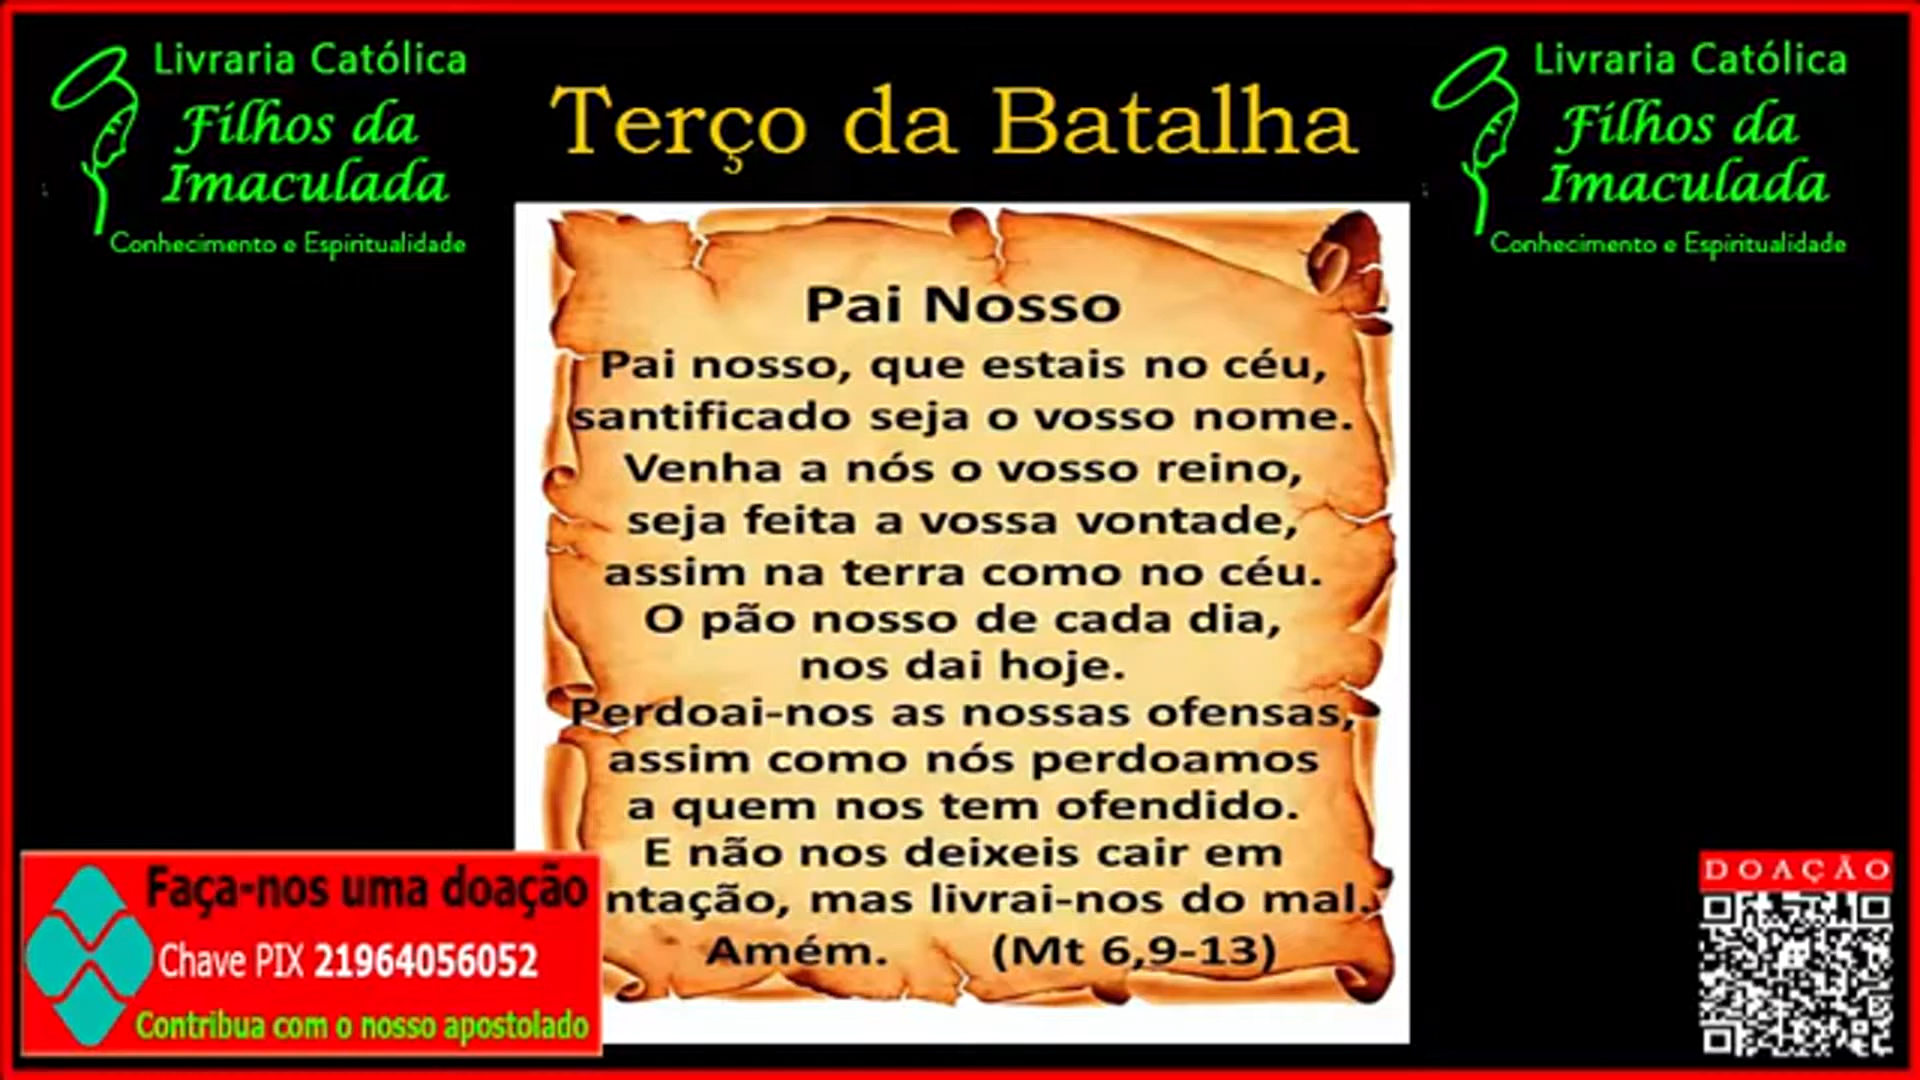 Livraria Católica
Filhos da
Imaculada
Conhecimento e Espiritualidade
Terço da Batalha
Livraria Católica
Filhos da
Imaculada
Conhecimento e Espiritualidade
Pai Nosso
Pai nosso, que estais no céu,
santificado seja o vosso nome.
Venha a nós o vosso reino,
seja feita a vossa vontade,
assim na terra como no céu.
O pão nosso de cada dia,
nos dai hoje.
Perdoai-nos as nossas ofensas,
assim como nós perdoamos
a quem nos tem ofendido.
E não nos deixeis cair em
ntação, mas livrai-nos do mal.
Amém. (Mt 6,9-13)
Faça-nos uma doação
Chave PIX 21964056052
Contribua com o nosso apostolado
DOAÇÃO